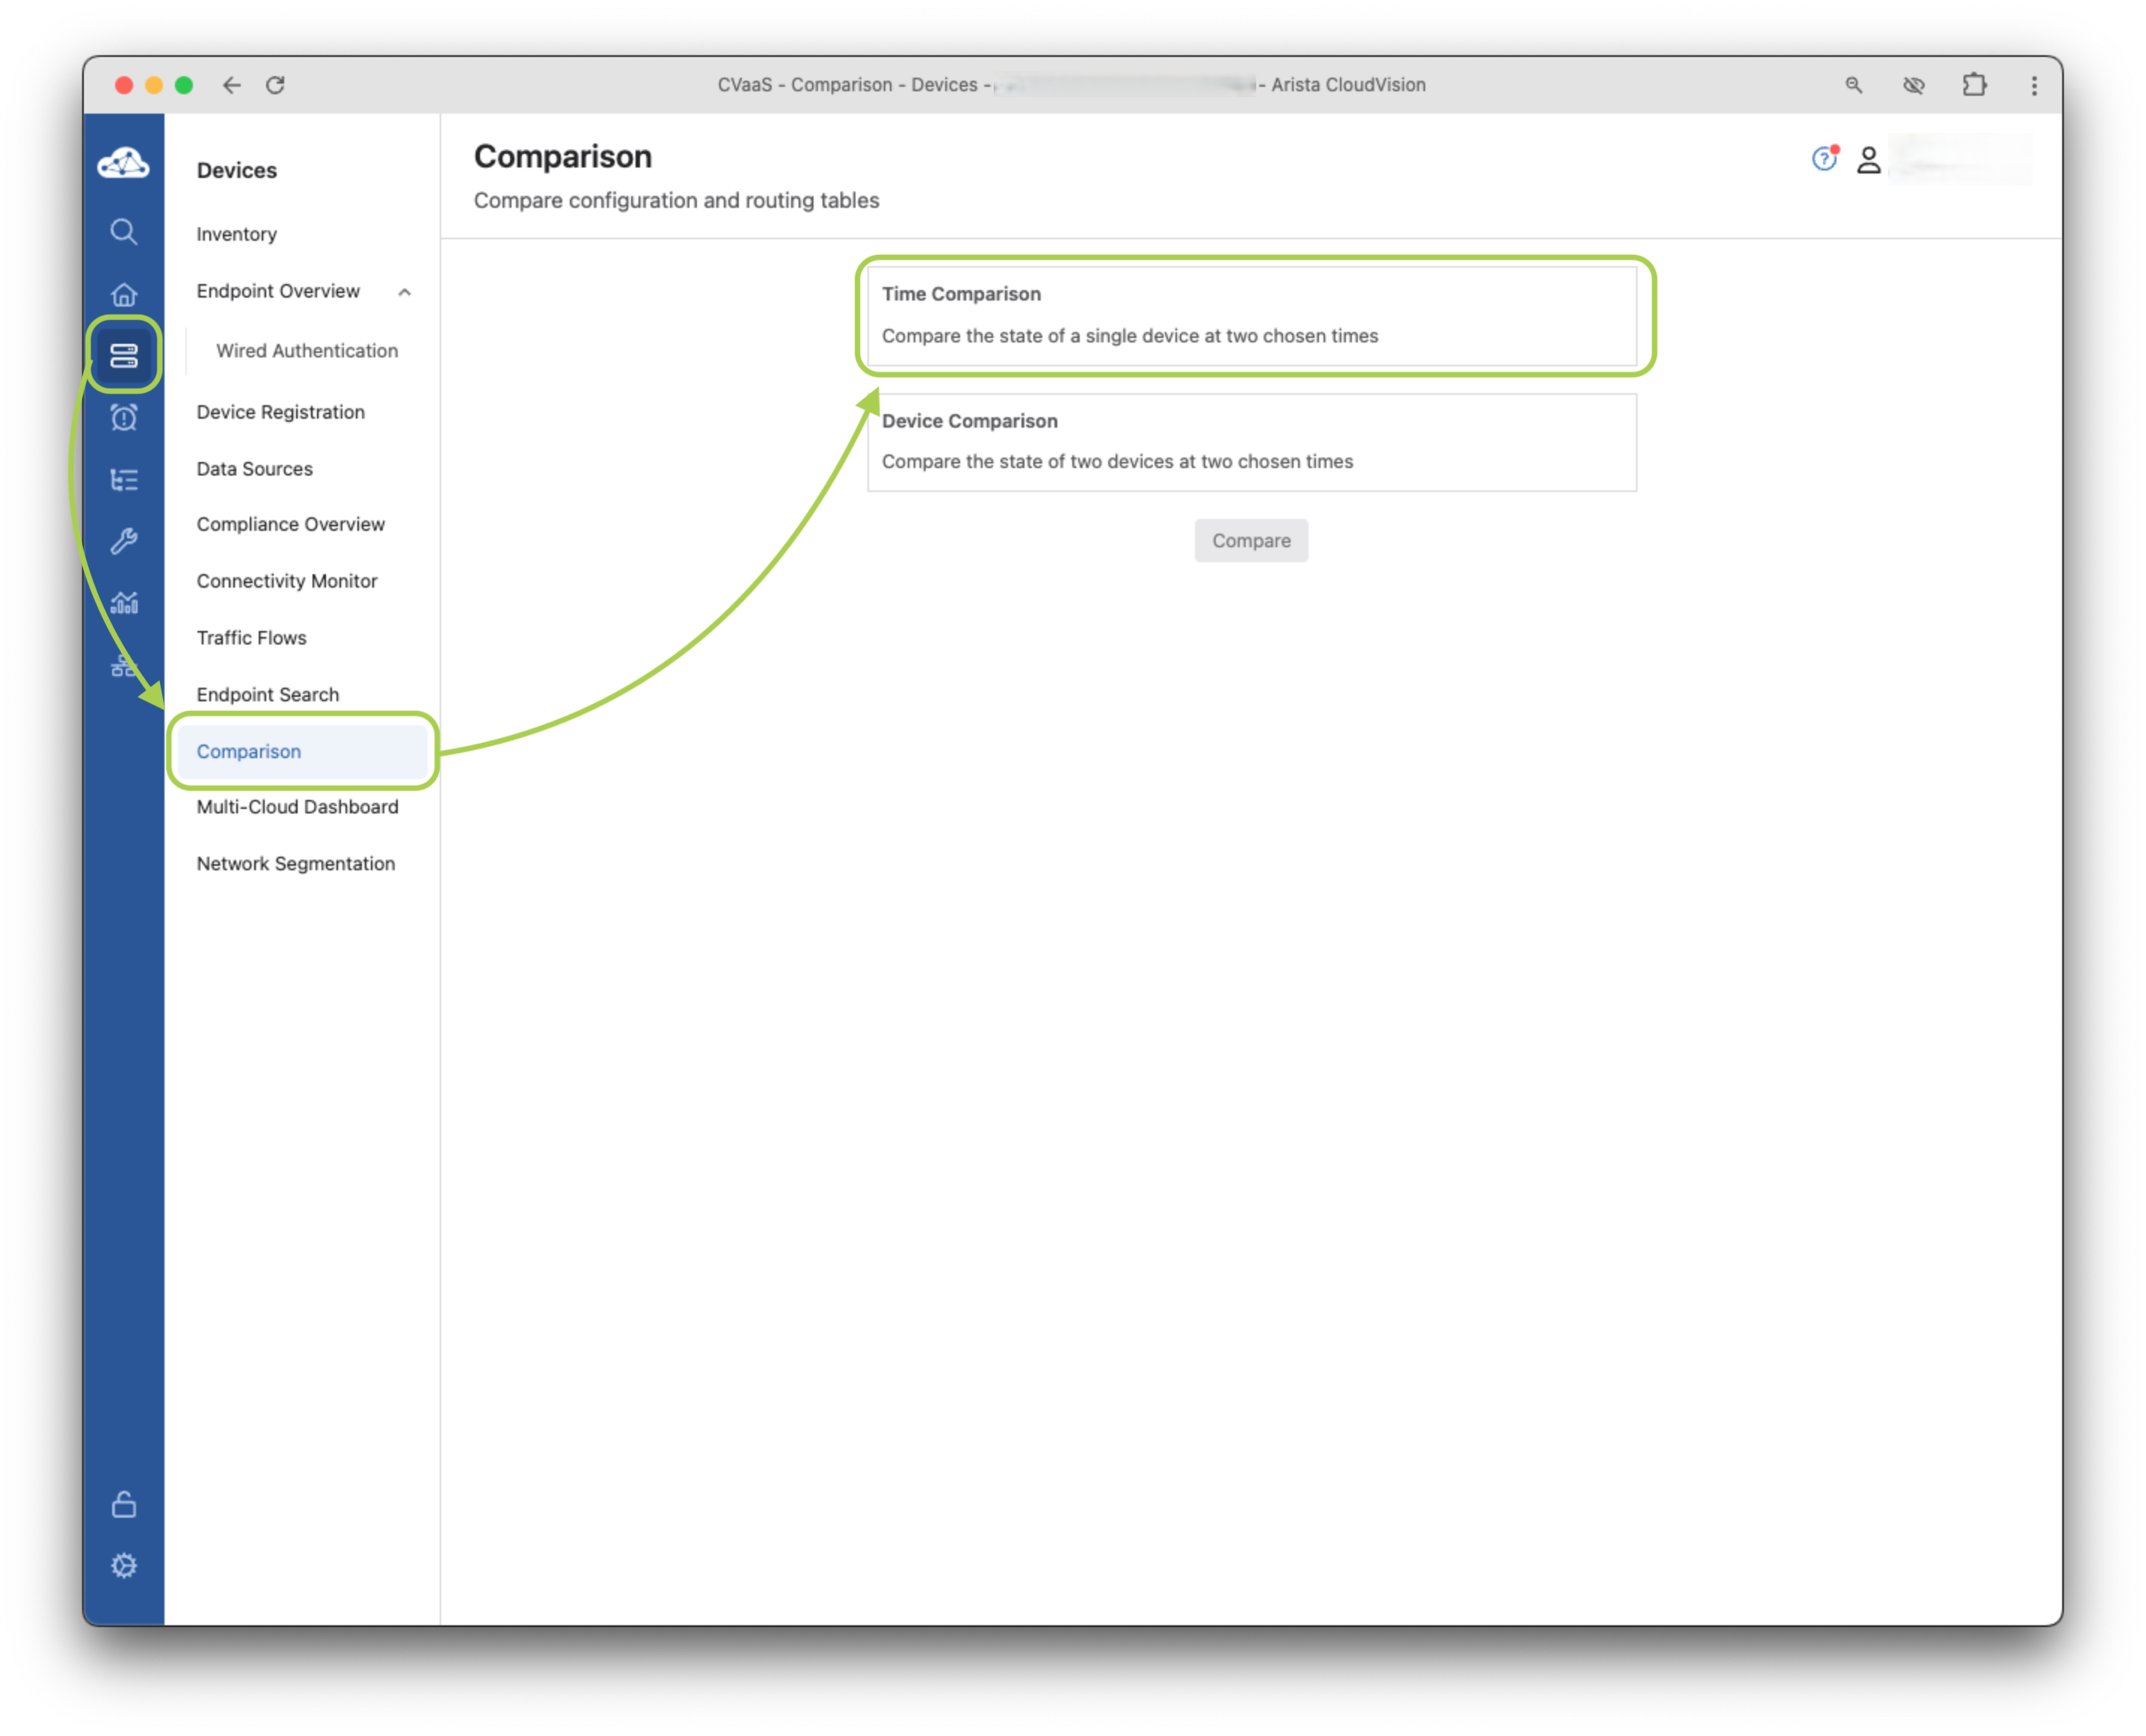 CVaaS - Comparison - Devices - - Arista CloudVision
Devices
Inventory
Endpoint Overview
Wired Authentication
Device Registration
Data Sources
Compliance Overview
Connectivity Monitor
Traffic Flows
Endpoint Search
Comparison
Multi-Cloud Dashboard
Network Segmentation
Comparison
Compare configuration and routing tables
?
Time Comparison
Compare the state of a single device at two chosen times
Device Comparison
Compare the state of two devices at two chosen times
Compare